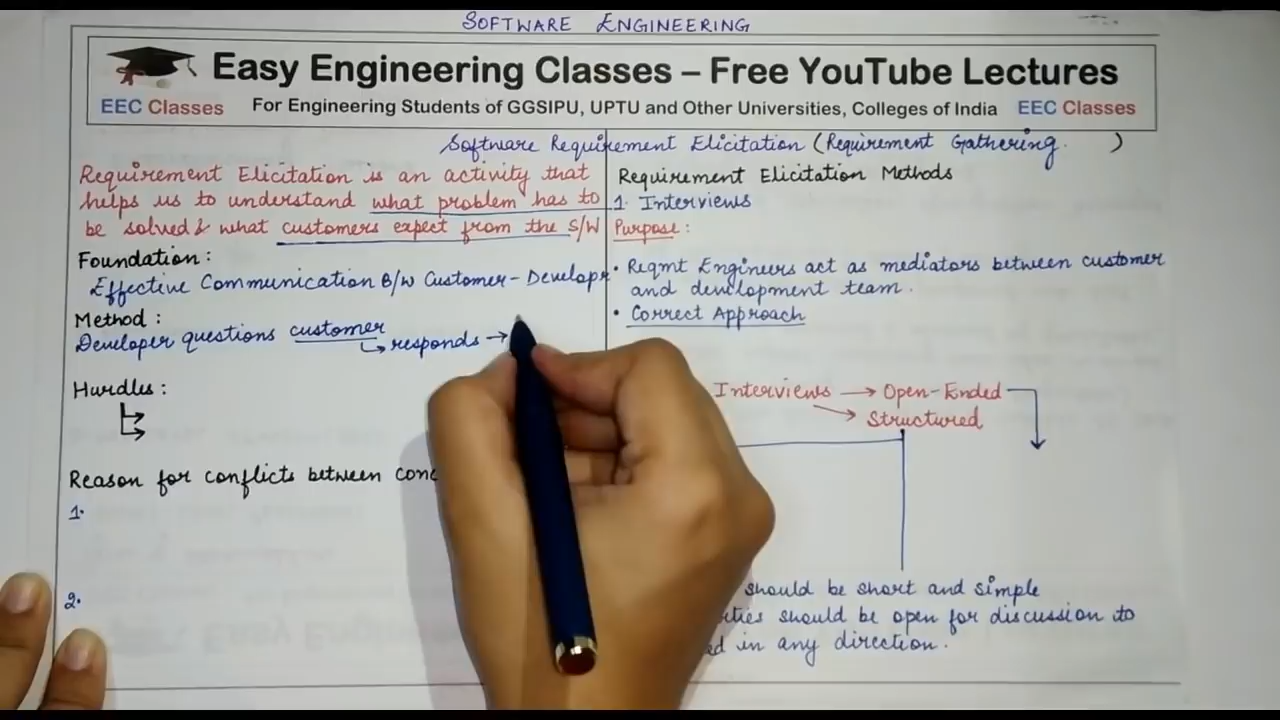 SOFTWARE ENGINEERING
Easy Engineering Classes – Free YouTube Lectures
EEC Classes For Engineering Students of GGSIPU, UPTU and Other Universities, Colleges of India EEC Classes
Software Requirement Elicitation (Requirement Gathering. )
Requirement Elicitation is an activity that
helps us to understand what problem has to
be solved & what customers expect from the S/W
Foundation :
Effective Communication B/W Customer - Developr
Method :
Developer questions customer
responds →
Hurdles :
Reason for conflicts between conc
1.
2.
Requirement Elicitation Methods
1. Interviews
Purpose :
• Reqmt Engineers act as mediators between customer
and development team.
• Correct Approach
Interviews → Open-Ended
Structured
should be short and simple
should be open for discussion to
in any direction.